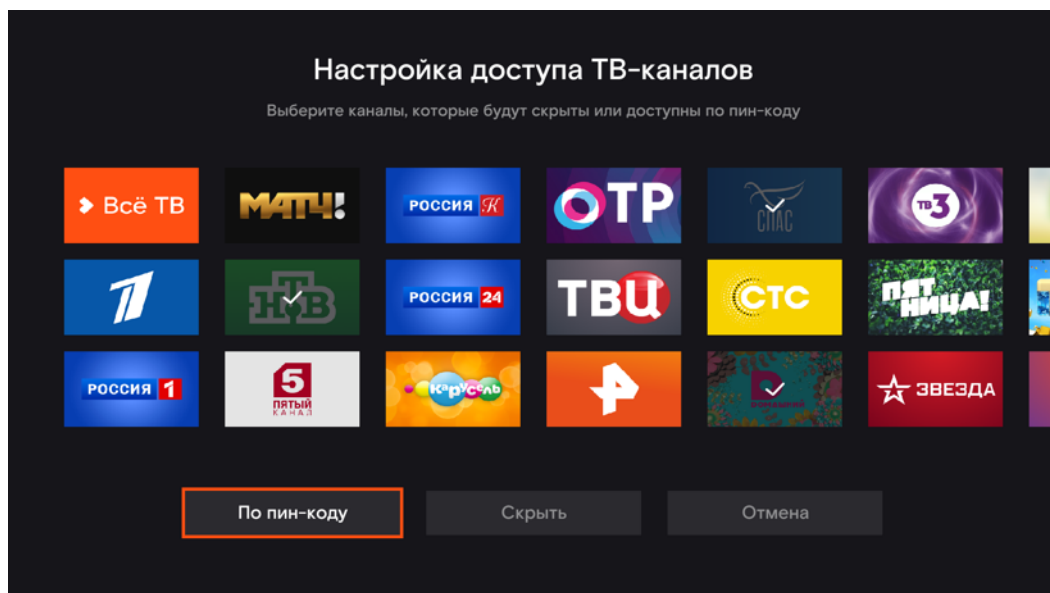 Настройка доступа ТВ-каналов
Выберите каналы, которые будут скрыты или доступны по пин-коду
Всё ТВ МАТЧ! РОССИЯ К ОТР СПАС ТВ3
1 НТВ РОССИЯ 24 ТВЦ СТС ПЯТНИЦА!
РОССИЯ 1 5 ПЯТЫЙ КАНАЛ Карусель Р Домашний ЗВЕЗДА
По пин-коду Скрыть Отмена